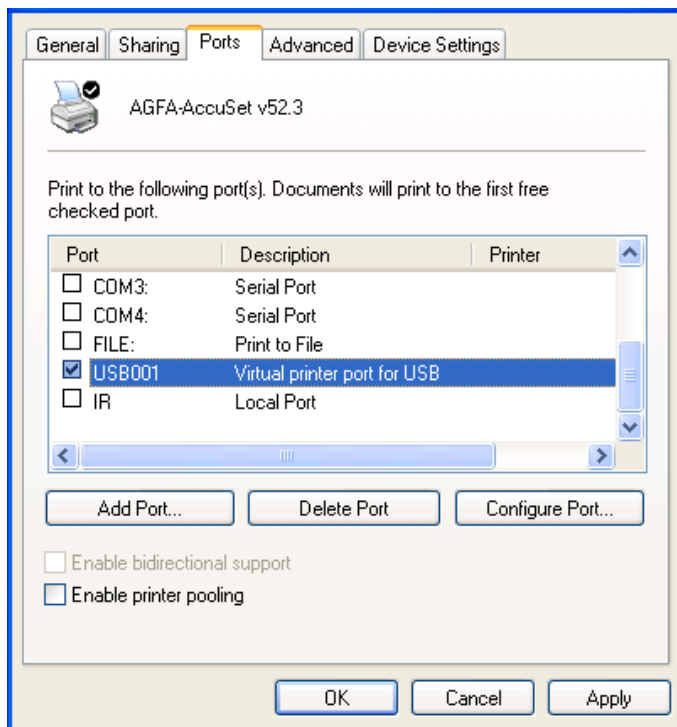 General Sharing Ports Advanced Device Settings
AGFA-AccuSet v52.3
Print to the following port(s). Documents will print to the first free
checked port.
Port Description Printer
COM3: Serial Port
COM4: Serial Port
FILE: Print to File
USB001 Virtual printer port for USB
IR Local Port
Add Port... Delete Port Configure Port...
Enable bidirectional support
Enable printer pooling
OK Cancel Apply